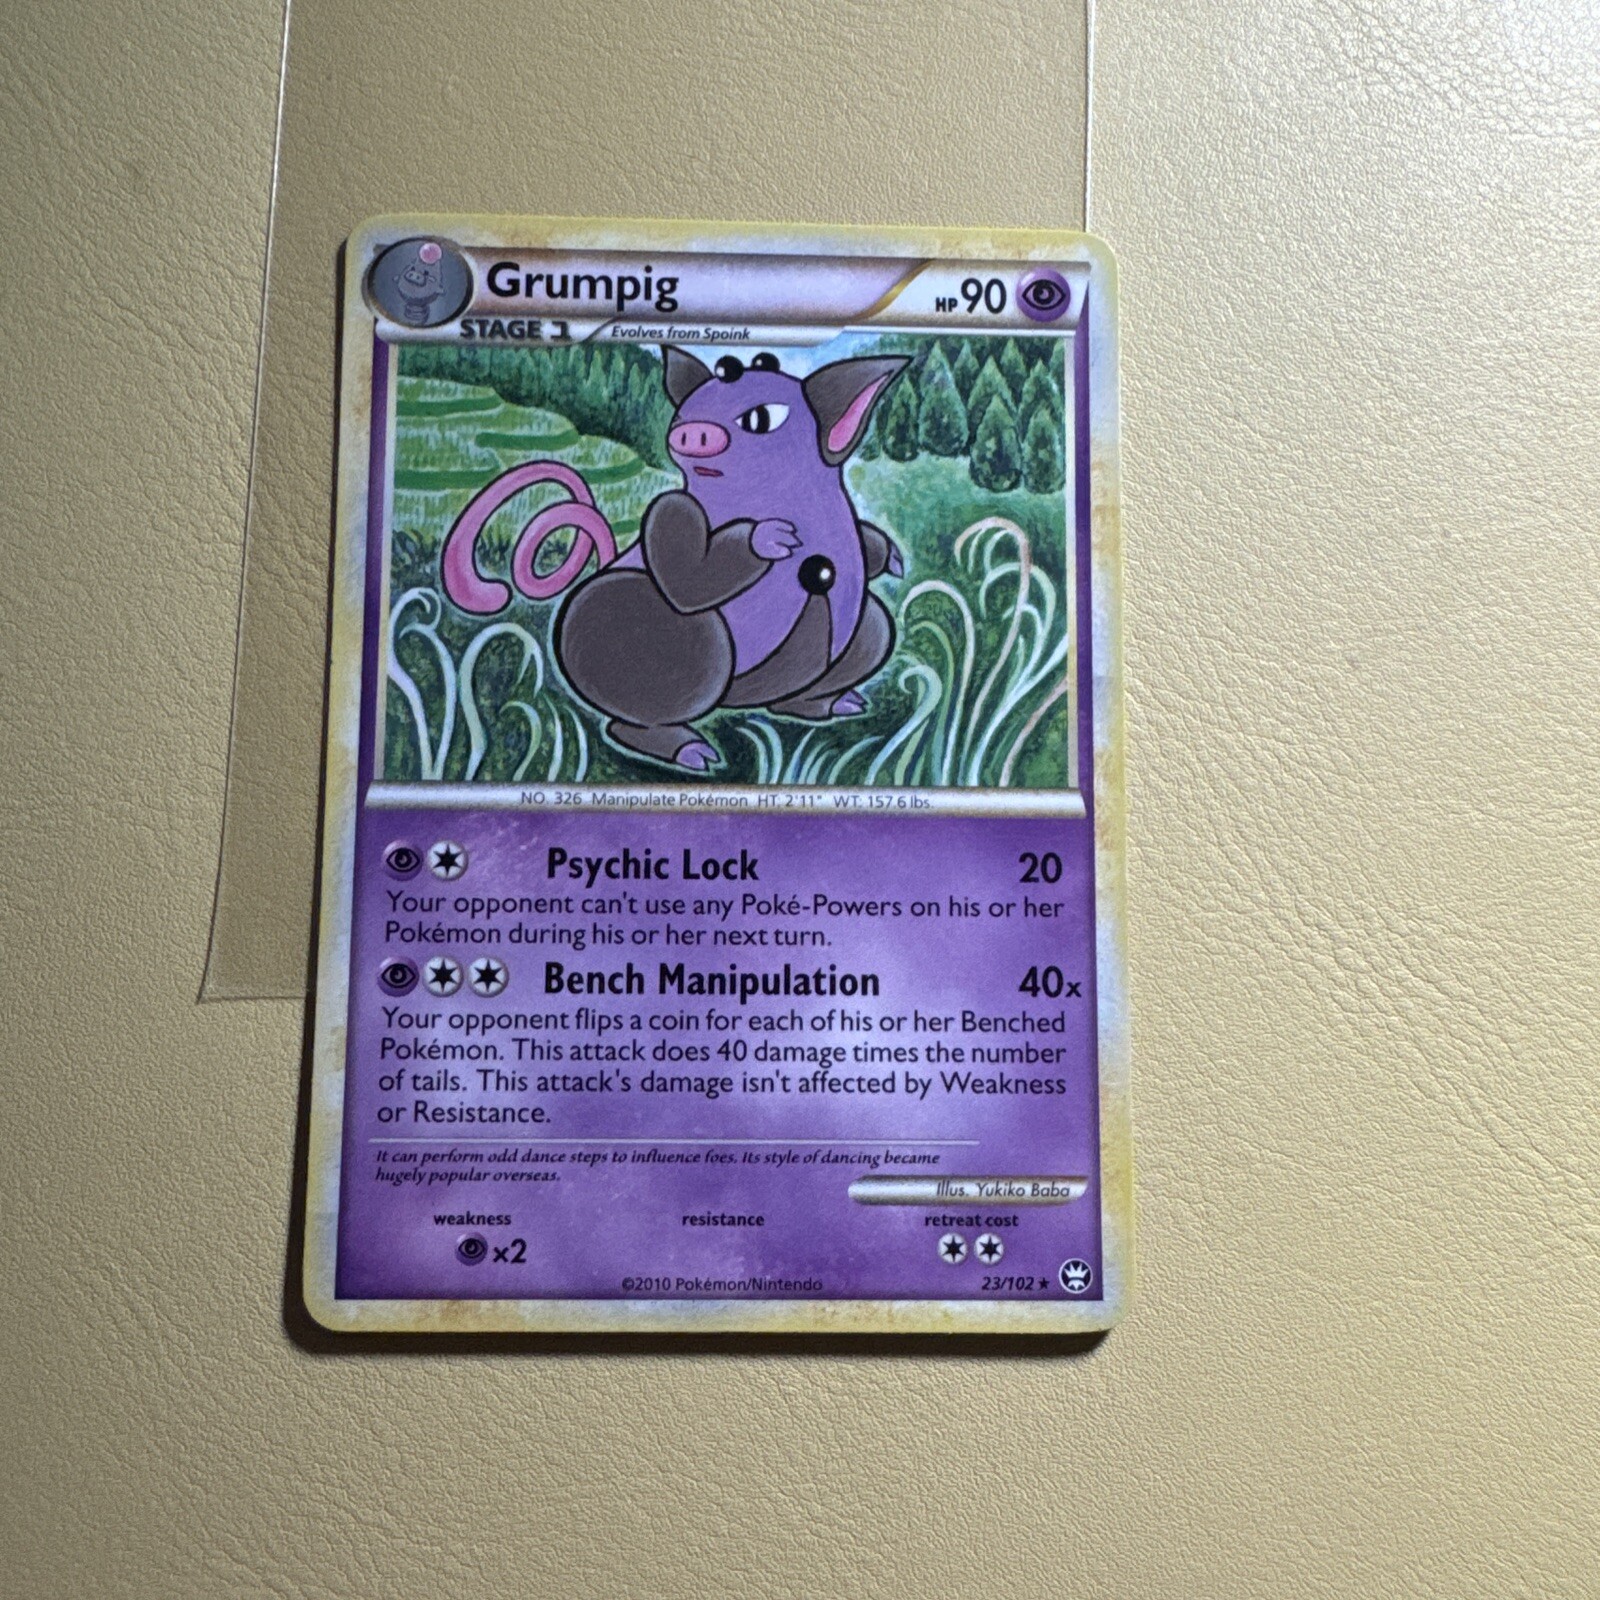 Grumpig
HP 90
STAGE 1
Evolves from Spoink
NO. 326 Manipulate Pokémon HT: 2'11" WT: 157.6 lbs.
Psychic Lock 20
Your opponent can't use any Poké-Powers on his or her
Pokémon during his or her next turn.
Bench Manipulation 40x
Your opponent flips a coin for each of his or her Benched
Pokémon. This attack does 40 damage times the number
of tails. This attack's damage isn't affected by Weakness
or Resistance.
It can perform odd dance steps to influence foes. Its style of dancing became
hugely popular overseas.
Illus. Yukiko Baba
weakness resistance retreat cost
x2
©2010 Pokémon/Nintendo 23/102 ★